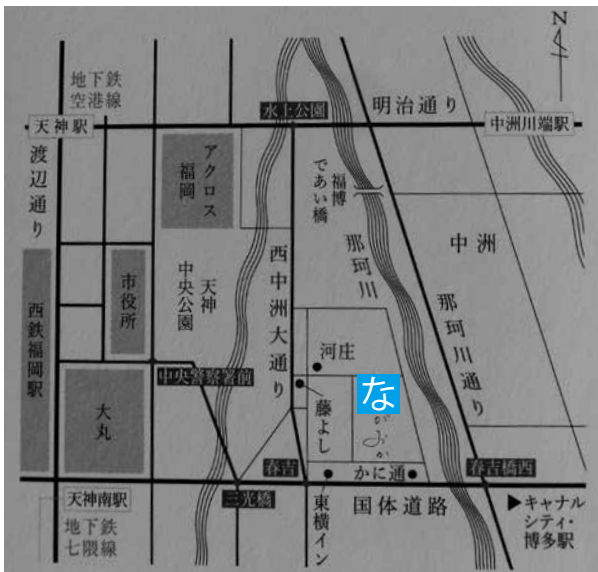 N
地下鉄
空港線
天神駅
水上公園
明治通り
中洲川端駅
渡辺通り
アクロス
福岡
福博
であい橋
西鉄福岡駅
市役所
天神
中央公園
西中洲大通り
那珂川
中洲
那珂川通り
河庄
中央警察署前
大丸
藤よし
な
がおか
春吉
かに通
春吉橋西
天神南駅
三光橋
東横イン
国体道路
▶キャナル
シティ・
博多駅
地下鉄
七隈線